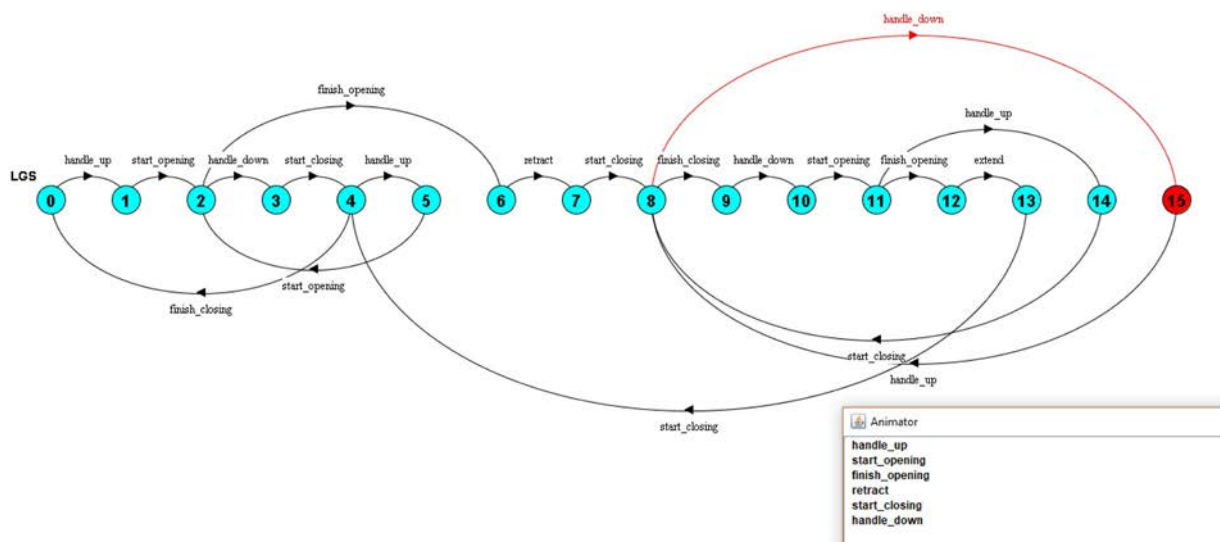 handle_down
finish_opening
handle_up
handle_up start_opening handle_down start_closing handle_up retract start_closing finish_closing handle_down start_opening finish_opening extend
LGS
0 1 2 3 4 5 6 7 8 9 10 11 12 13 14 15
start_opening
finish_closing
start_closing
handle_up
start_closing
Animator
handle_up
start_opening
finish_opening
retract
start_closing
handle_down